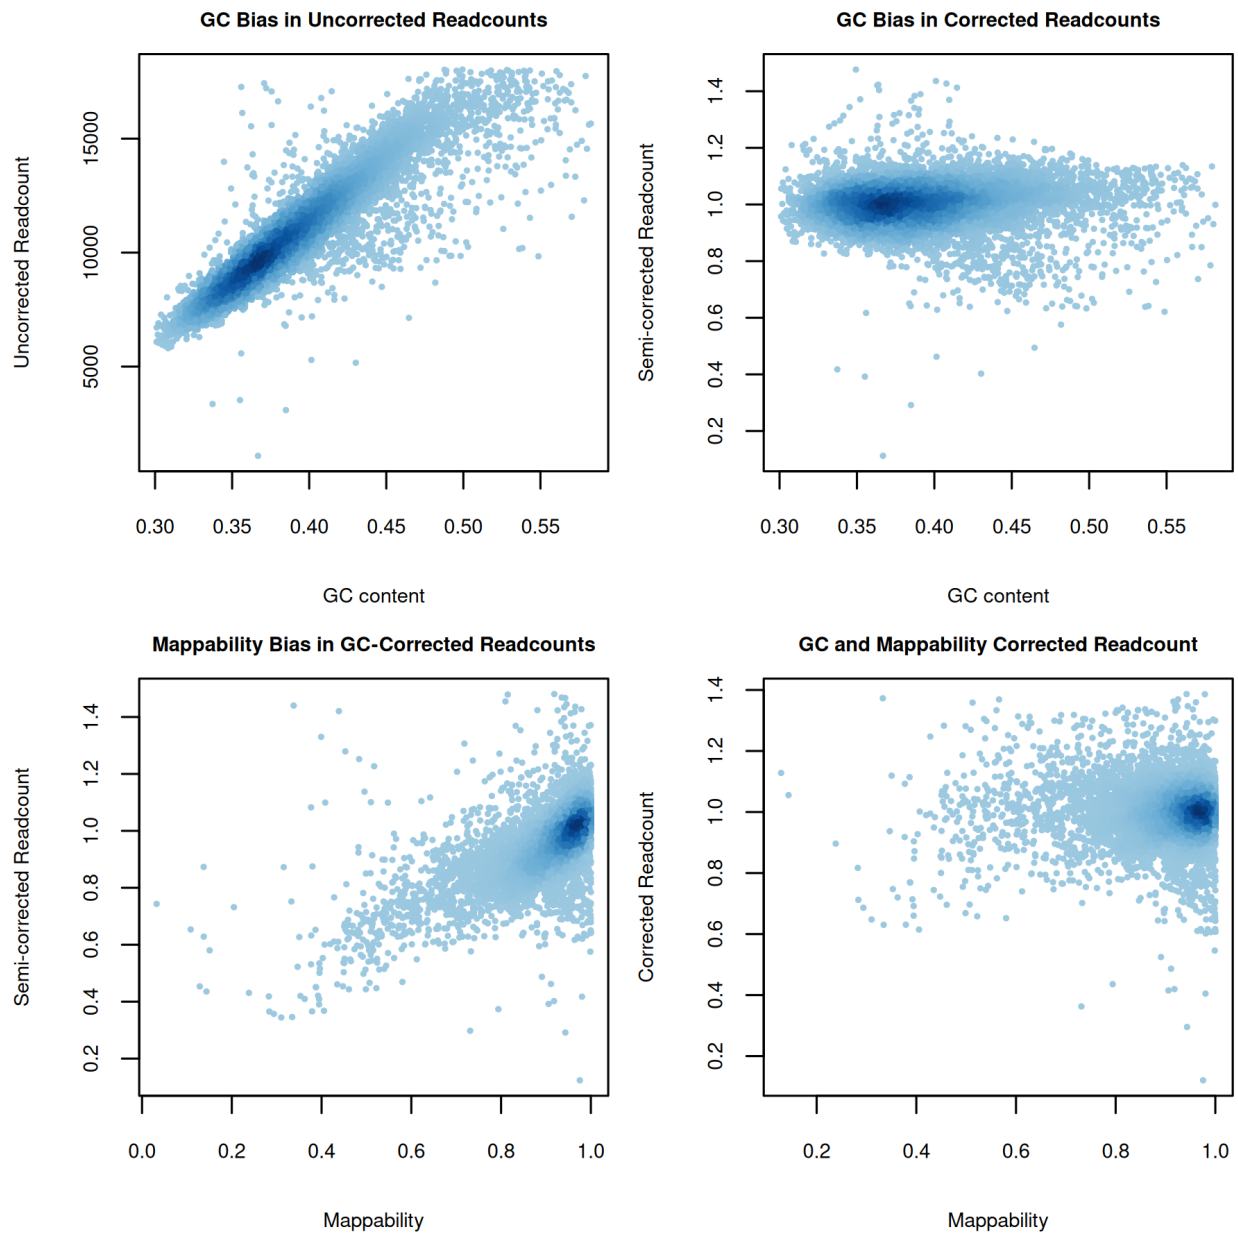 GC Bias in Uncorrected Readcounts
Uncorrected Readcount
15000
10000
5000
0.30 0.35 0.40 0.45 0.50 0.55
GC content
GC Bias in Corrected Readcounts
Semi-corrected Readcount
1.4
1.2
1.0
0.8
0.6
0.4
0.2
0.30 0.35 0.40 0.45 0.50 0.55
GC content
Mappability Bias in GC-Corrected Readcounts
Semi-corrected Readcount
1.4
1.2
1.0
0.8
0.6
0.4
0.2
0.0 0.2 0.4 0.6 0.8 1.0
Mappability
GC and Mappability Corrected Readcount
Corrected Readcount
1.4
1.2
1.0
0.8
0.6
0.4
0.2
0.2 0.4 0.6 0.8 1.0
Mappability